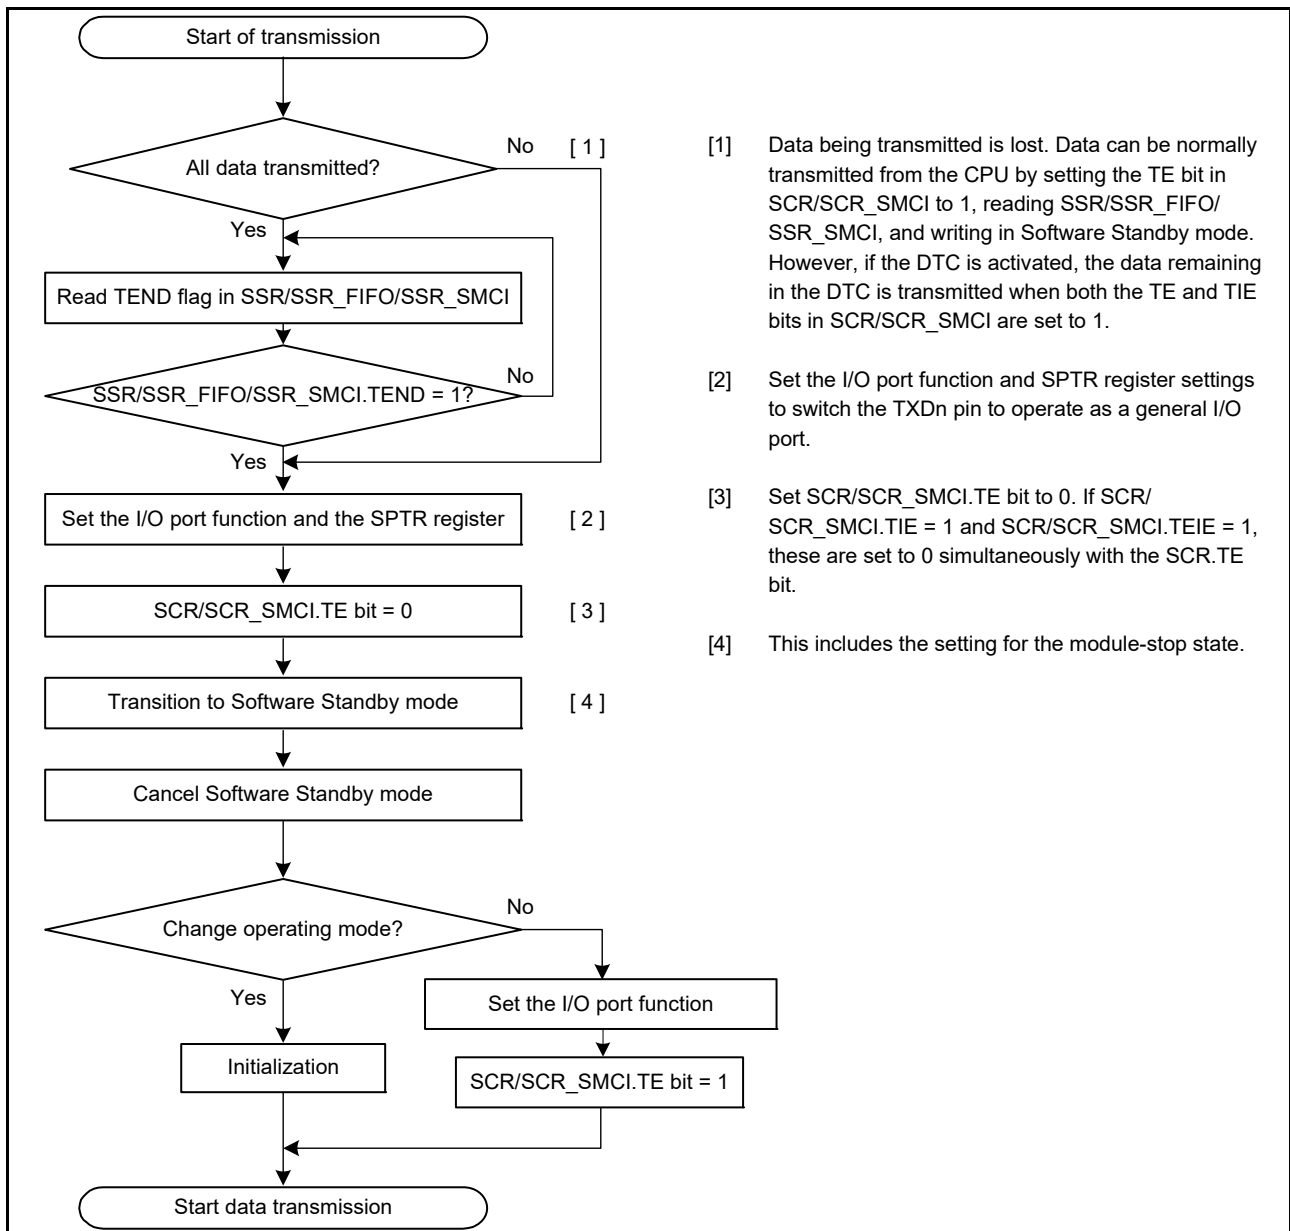 Start of transmission
All data transmitted?
No [ 1 ]
Yes
Read TEND flag in SSR/SSR_FIFO/SSR_SMCI
SSR/SSR_FIFO/SSR_SMCI.TEND = 1?
No
Yes
Set the I/O port function and the SPTR register [ 2 ]
SCR/SCR_SMCI.TE bit = 0 [ 3 ]
Transition to Software Standby mode [ 4 ]
Cancel Software Standby mode
Change operating mode?
No
Yes
Set the I/O port function
Initialization
SCR/SCR_SMCI.TE bit = 1
Start data transmission
[1] Data being transmitted is lost. Data can be normally
transmitted from the CPU by setting the TE bit in
SCR/SCR_SMCI to 1, reading SSR/SSR_FIFO/
SSR_SMCI, and writing in Software Standby mode.
However, if the DTC is activated, the data remaining
in the DTC is transmitted when both the TE and TIE
bits in SCR/SCR_SMCI are set to 1.
[2] Set the I/O port function and SPTR register settings
to switch the TXDn pin to operate as a general I/O
port.
[3] Set SCR/SCR_SMCI.TE bit to 0. If SCR/
SCR_SMCI.TIE = 1 and SCR/SCR_SMCI.TEIE = 1,
these are set to 0 simultaneously with the SCR.TE
bit.
[4] This includes the setting for the module-stop state.